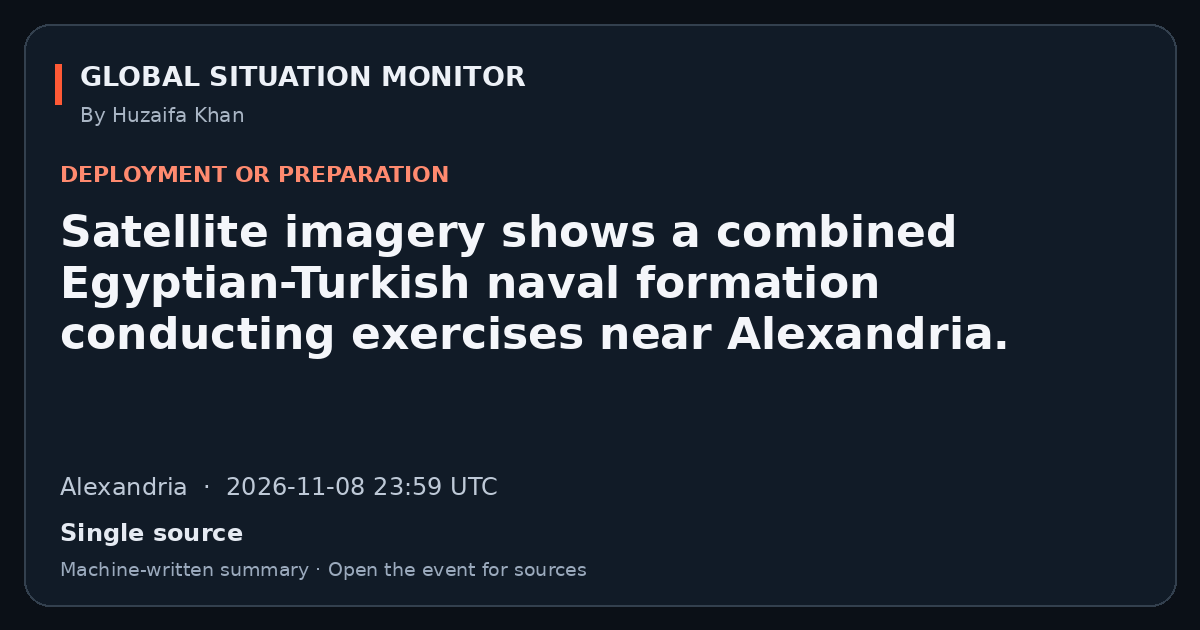 GLOBAL SITUATION MONITOR
By Huzaifa Khan
DEPLOYMENT OR PREPARATION
Satellite imagery shows a combined
Egyptian-Turkish naval formation
conducting exercises near Alexandria.
Alexandria · 2026-11-08 23:59 UTC
Single source
Machine-written summary · Open the event for sources